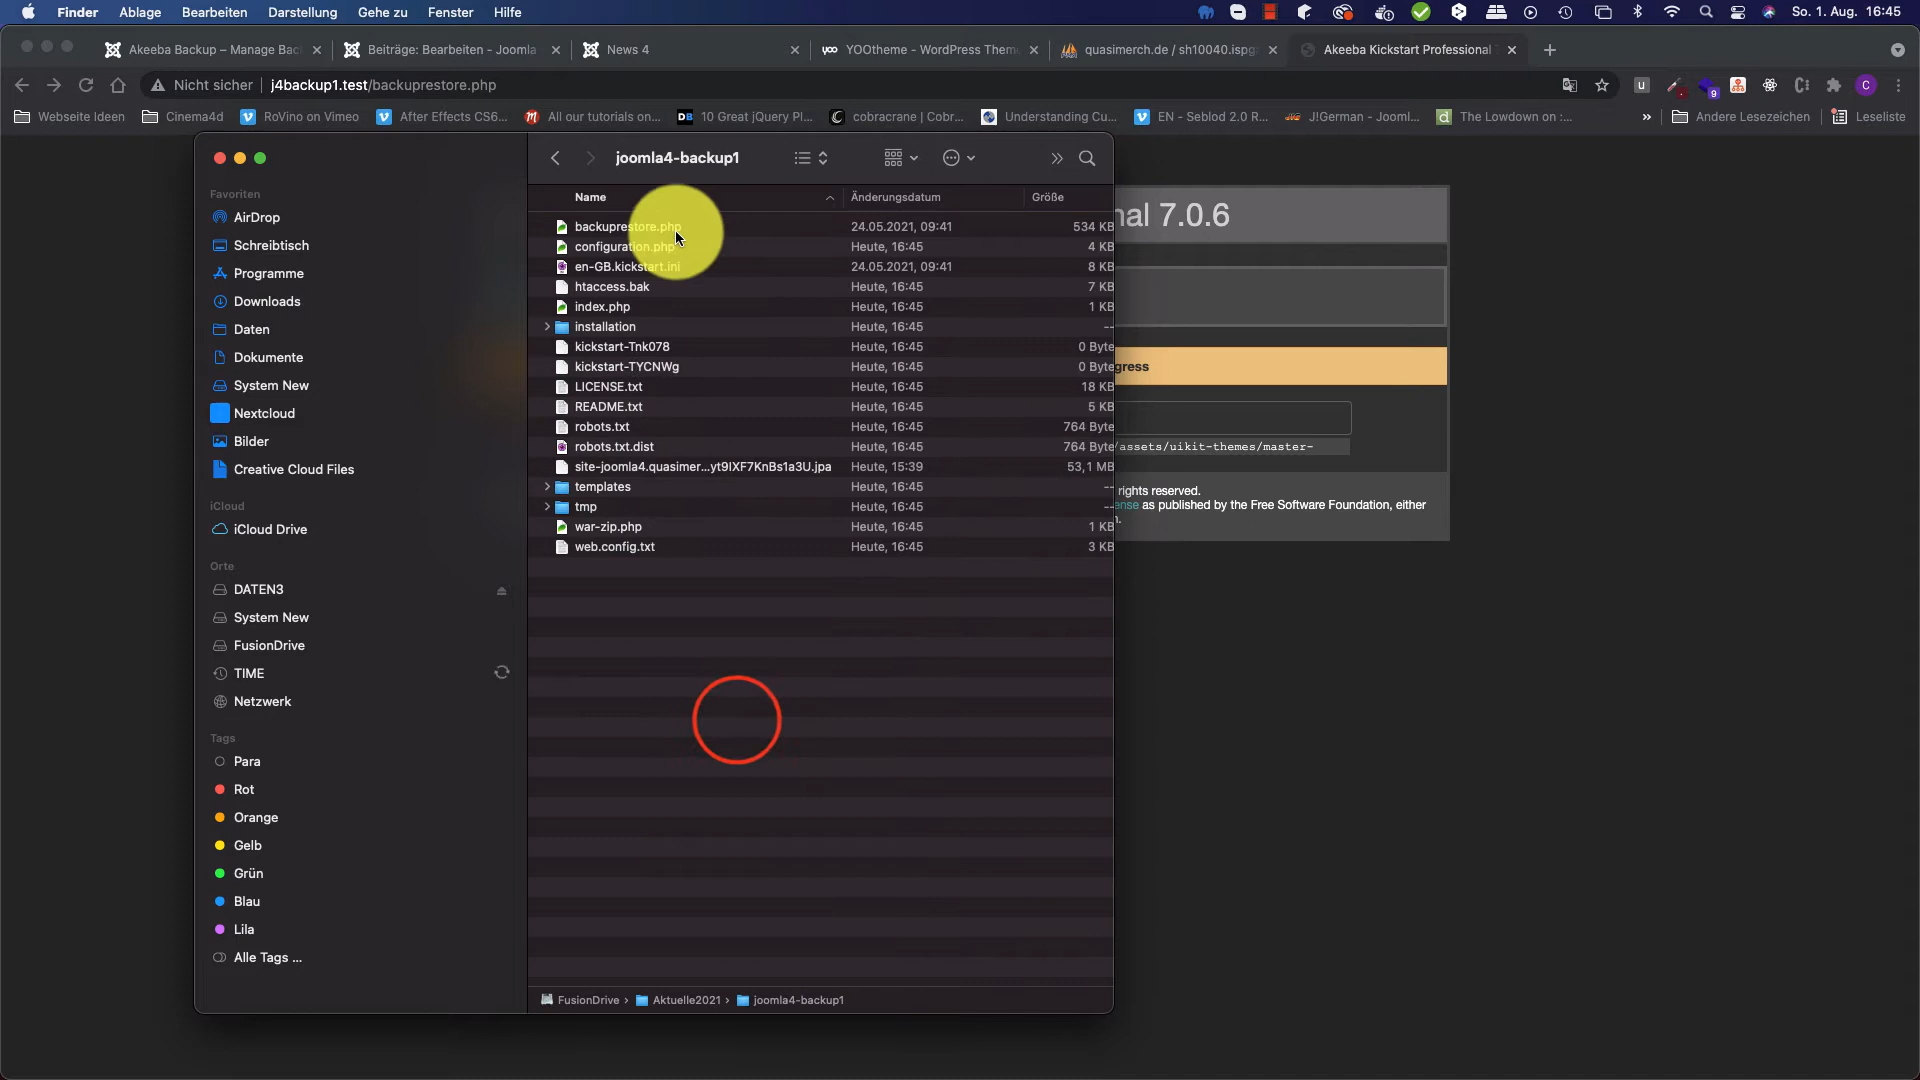 Finder Ablage Bearbeiten Darstellung Gehe zu Fenster Hilfe So. 1. Aug. 16:45
Akeeba Backup – Manage Bac Beiträge: Bearbeiten - Joomla News 4 YOOtheme - WordPress Them quasimerch.de / sh10040.ispg Akeeba Kickstart Professional
Nicht sicher j4backup1.test/backuprestore.php
Webseite Ideen Cinema4d RoVino on Vimeo After Effects CS6... All our tutorials on... 10 Great jQuery Pl... cobracrane | Cobr... Understanding Cu... EN - Seblod 2.0 R... J!German - Jooml... The Lowdown on :... » Andere Lesezeichen Leseliste
joomla4-backup1
Favoriten
AirDrop
Schreibtisch
Programme
Downloads
Daten
Dokumente
System New
Nextcloud
Bilder
Creative Cloud Files
iCloud
iCloud Drive
Orte
DATEN3
System New
FusionDrive
TIME
Netzwerk
Tags
Para
Rot
Orange
Gelb
Grün
Blau
Lila
Alle Tags ...
Name Änderungsdatum Größe
backuprestore.php 24.05.2021, 09:41 534 KB
configuration.php Heute, 16:45 4 KB
en-GB.kickstart.ini 24.05.2021, 09:41 8 KB
htaccess.bak Heute, 16:45 7 KB
index.php Heute, 16:45 1 KB
installation Heute, 16:45 --
kickstart-Tnk078 Heute, 16:45 0 Byte
kickstart-TYCNWg Heute, 16:45 0 Byte
LICENSE.txt Heute, 16:45 18 KB
README.txt Heute, 16:45 5 KB
robots.txt Heute, 16:45 764 Byte
robots.txt.dist Heute, 16:45 764 Byte
site-joomla4.quasimer...yt9IXF7KnBs1a3U.jpa Heute, 15:39 53,1 MB
templates Heute, 16:45 --
tmp Heute, 16:45 --
war-zip.php Heute, 16:45 1 KB
web.config.txt Heute, 16:45 3 KB
FusionDrive › Aktuelle2021 › joomla4-backup1
nal 7.0.6
gress
/assets/uikit-themes/master-
rights reserved.
ense as published by the Free Software Foundation, either
n.